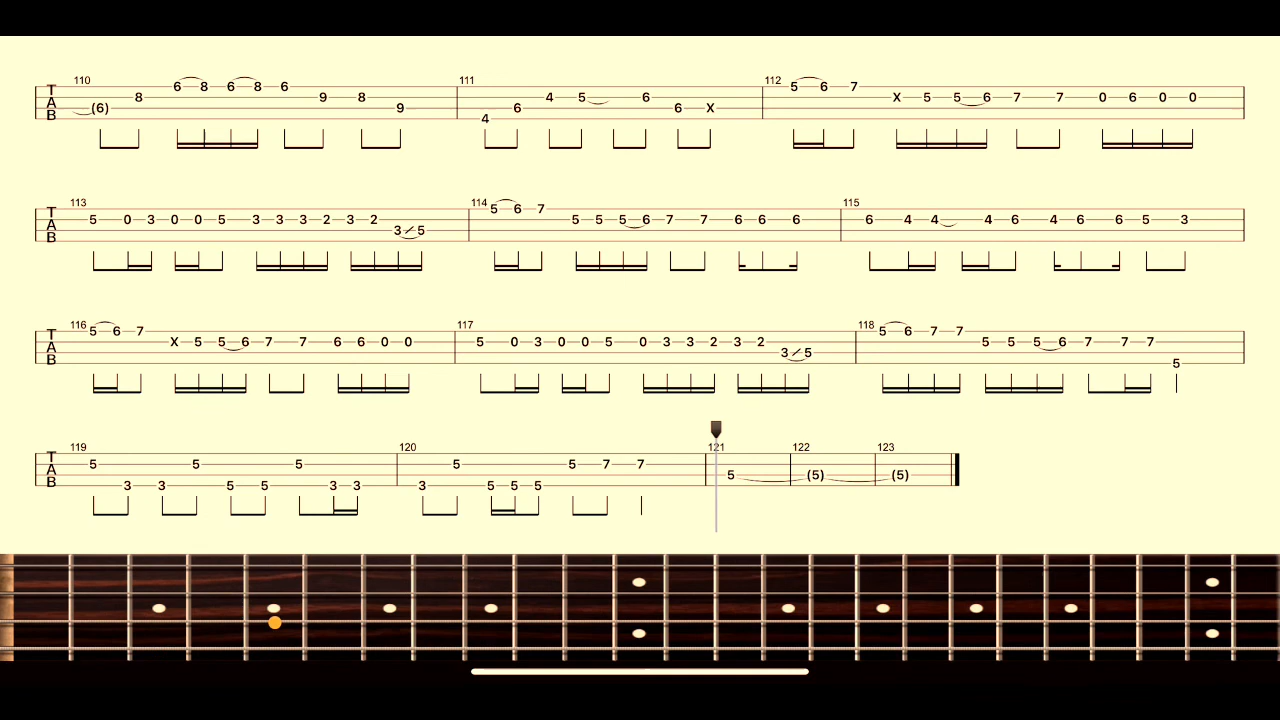 110 111 112
T A B (6) 8 6 8 6 8 6 9 8 9 4 6 4 5 6 6 X 5 6 7 X 5 5 6 7 7 0 6 0 0
113 114 115
T A B 5 0 3 0 0 5 3 3 3 2 3 2 3 5 5 6 7 5 5 5 6 7 7 6 6 6 6 4 4 4 6 4 6 6 5 3
116 117 118
T A B 5 6 7 X 5 5 6 7 7 6 6 0 0 5 0 3 0 0 5 0 3 3 2 3 2 3 5 5 6 7 7 5 5 5 6 7 7 7 5
119 120 121 122 123
T A B 5 3 3 5 5 5 5 3 3 3 5 5 5 5 5 7 7 5 (5) (5)